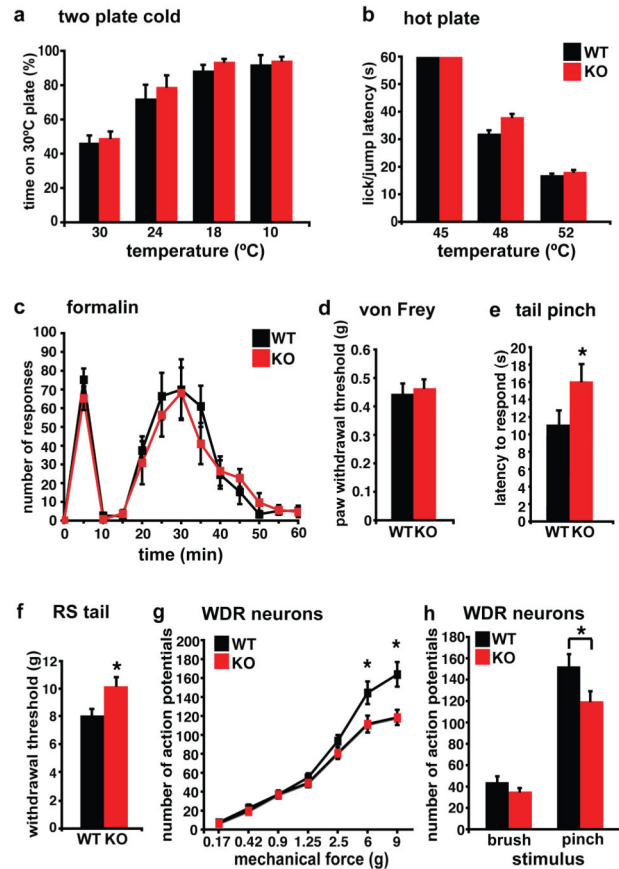 a two plate cold
time on 30ºC plate (%)
100
80
60
40
20
0
30 24 18 10
temperature (ºC)
b hot plate
lick/jump latency (s)
60
50
40
30
20
10
0
WT
KO
45 48 52
temperature (ºC)
c formalin
number of responses
100
90
80
70
60
50
40
30
20
10
0
WT
KO
0 10 20 30 40 50 60
time (min)
d von Frey
paw withdrawal threshold (g)
0.6
0.5
0.4
0.3
0.2
0.1
0
WT KO
e tail pinch
latency to respond (s)
20
18
16
14
12
10
8
6
4
2
0
*
WT KO
f RS tail
withdrawal threshold (g)
12
10
8
6
4
2
0
*
WT KO
g WDR neurons
number of action potentials
200
180
160
140
120
100
80
60
40
20
0
WT
KO
* *
0.17 0.42 0.9 1.25 2.5 6 9
mechanical force (g)
h WDR neurons
number of action potentials
180
160
140
120
100
80
60
40
20
0
WT
KO
*
brush pinch
stimulus